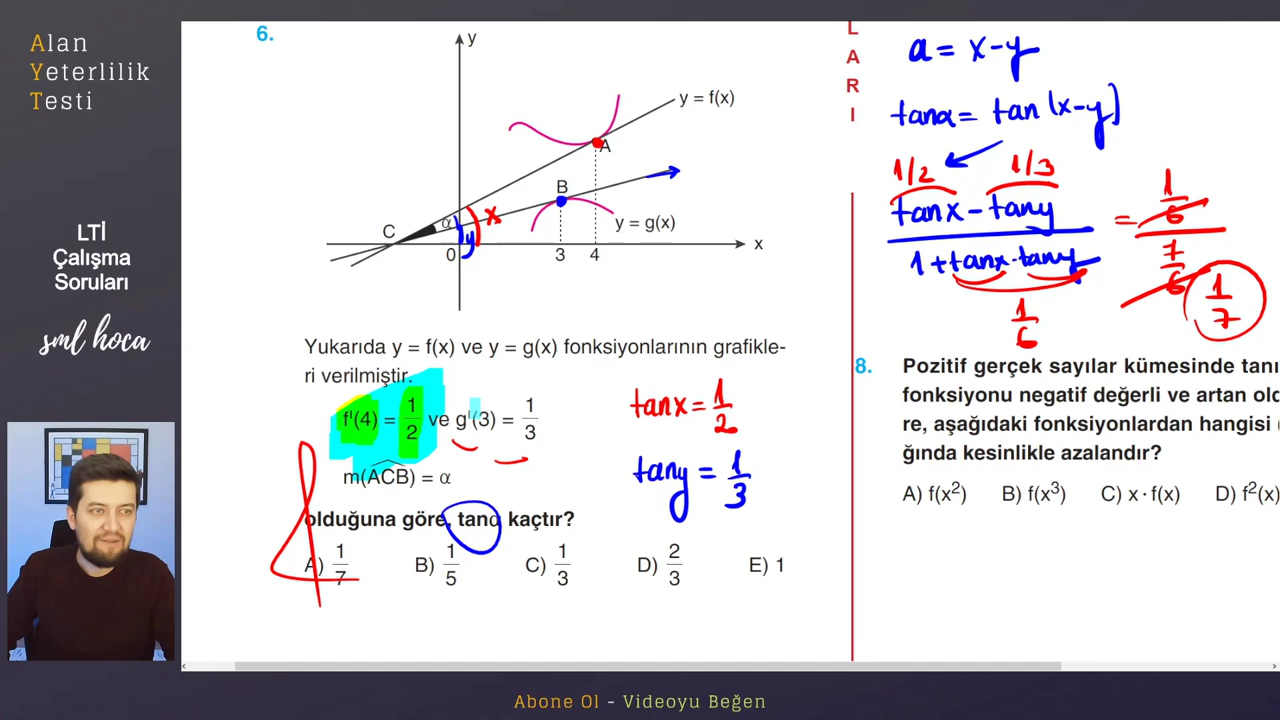 Alan
Yeterlilik
Testi
LTİ
Çalışma
Soruları
sml hoca
6.
y
y = f(x)
A
B
y = g(x)
C
α
x
y
0
3
4
x
Yukarıda y = f(x) ve y = g(x) fonksiyonlarının grafikle-
ri verilmiştir.
f'(4) = 1/2 ve g'(3) = 1/3
m(ACB) = α
olduğuna göre, tanα kaçtır?
A) 1/7 B) 1/5 C) 1/3 D) 2/3 E) 1
tanx = 1/2
tany = 1/3
L
A
R
I
a = x-y
tanα = tan(x-y)
1/2 1/3
tanx - tany
1 + tanx · tany
1/6
= 1/6
7/6
1/7
8. Pozitif gerçek sayılar kümesinde tanı
fonksiyonu negatif değerli ve artan old
re, aşağıdaki fonksiyonlardan hangisi
ğında kesinlikle azalandır?
A) f(x²) B) f(x³) C) x · f(x) D) f²(x)
Abone Ol - Videoyu Beğen